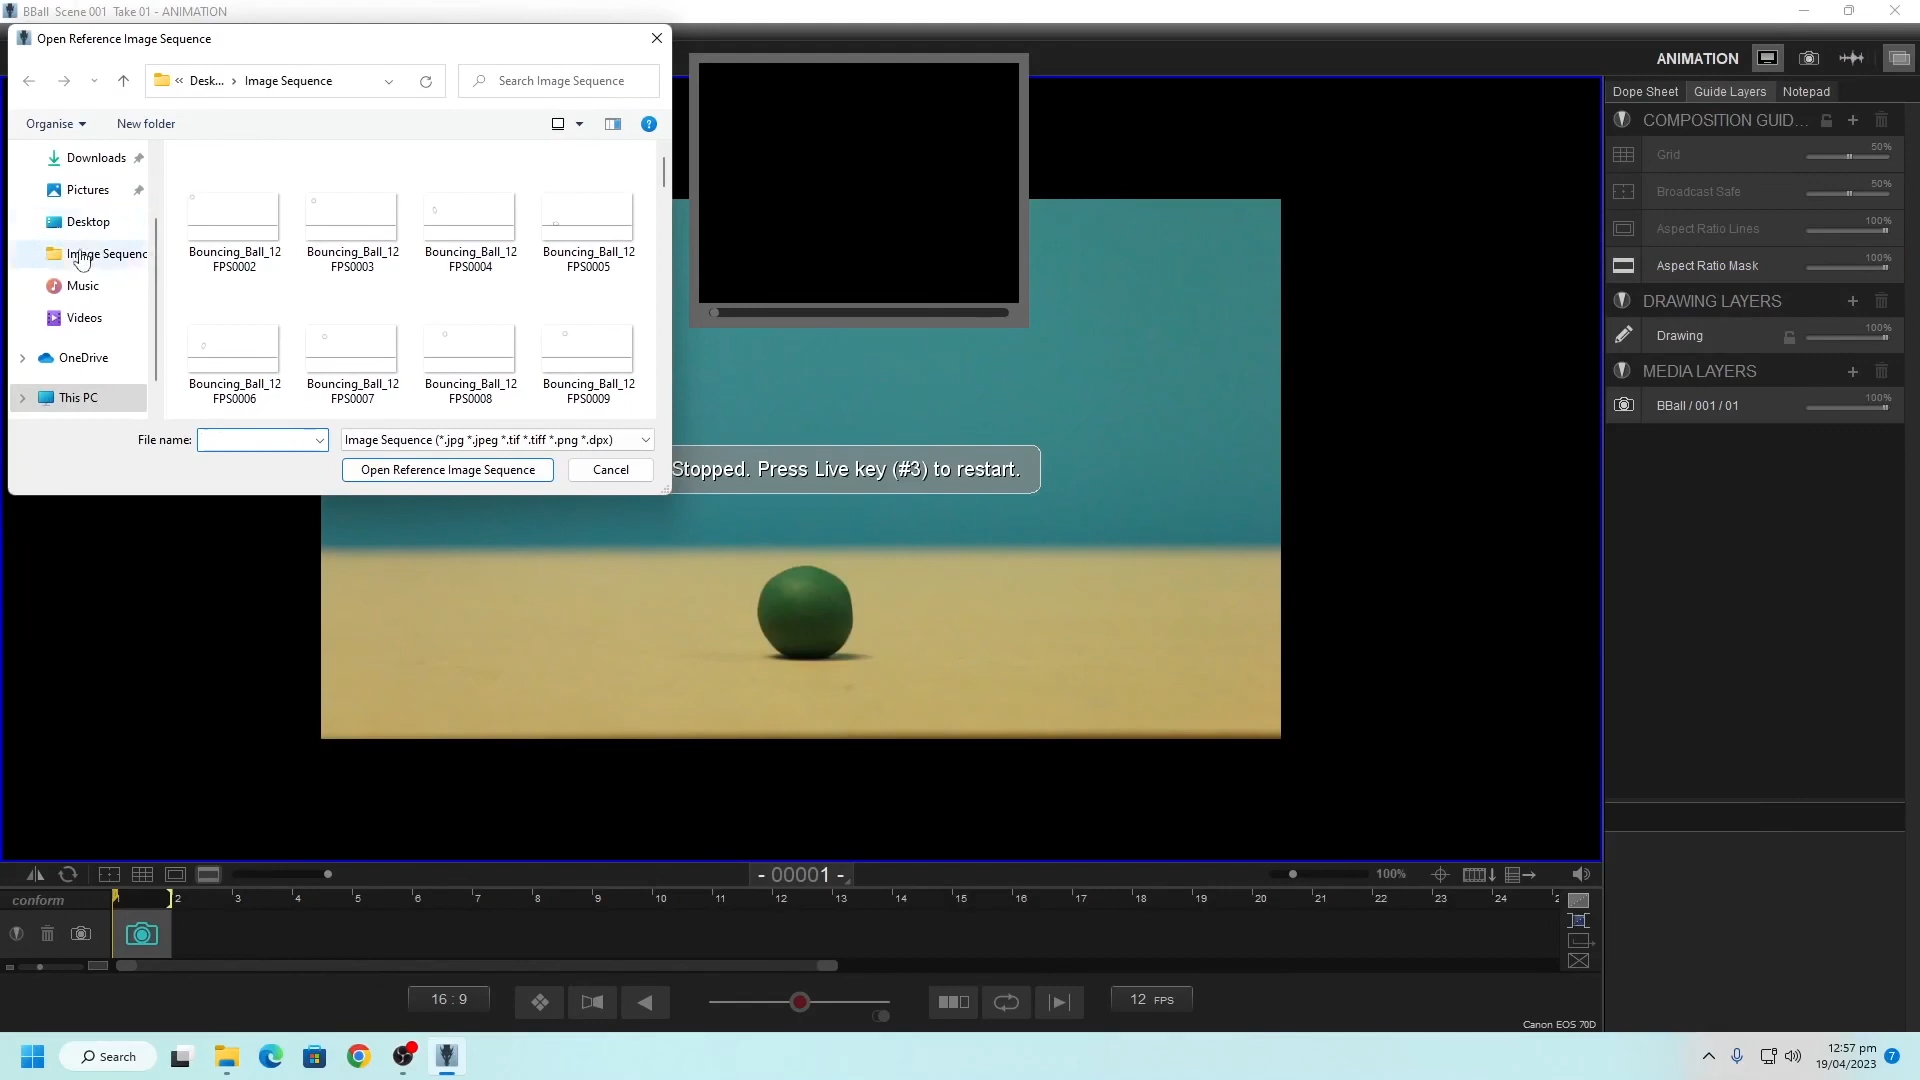 BBall  Scene 001  Take 01 - ANIMATION
Open Reference Image Sequence
« Desk... › Image Sequence
Search Image Sequence
Organise
New folder
Downloads
Pictures
Desktop
Image Sequenc
Music
Videos
OneDrive
This PC
Bouncing_Ball_12
FPS0002
Bouncing_Ball_12
FPS0003
Bouncing_Ball_12
FPS0004
Bouncing_Ball_12
FPS0005
Bouncing_Ball_12
FPS0006
Bouncing_Ball_12
FPS0007
Bouncing_Ball_12
FPS0008
Bouncing_Ball_12
FPS0009
File name:
Image Sequence (*.jpg *.jpeg *.tif *.tiff *.png *.dpx)
Open Reference Image Sequence
Cancel
Stopped. Press Live key (#3) to restart.
ANIMATION
Dope Sheet
Guide Layers
Notepad
COMPOSITION GUID...
Grid
50%
Broadcast Safe
50%
Aspect Ratio Lines
100%
Aspect Ratio Mask
100%
DRAWING LAYERS
Drawing
100%
MEDIA LAYERS
BBall / 001 / 01
100%
- 00001 -
100%
conform
1 2 3 4 5 6 7 8 9 10 11 12 13 14 15 16 17 18 19 20 21 22 23 24
16 : 9
12 FPS
Canon EOS 70D
Search
12:57 pm
19/04/2023
7